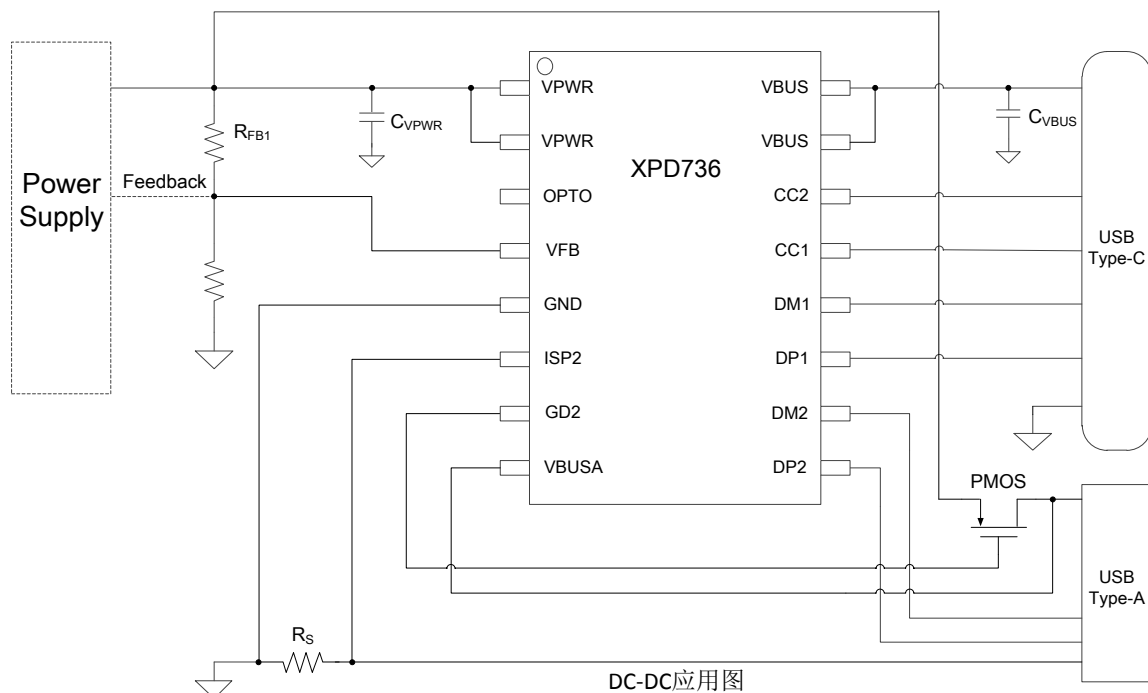 Power
Supply
Feedback
RFB1
CVPWR
XPD736
VPWR
VPWR
OPTO
VFB
GND
ISP2
GD2
VBUSA
VBUS
VBUS
CC2
CC1
DM1
DP1
DM2
DP2
CVBUS
USB
Type-C
PMOS
USB
Type-A
RS
DC-DC应用图